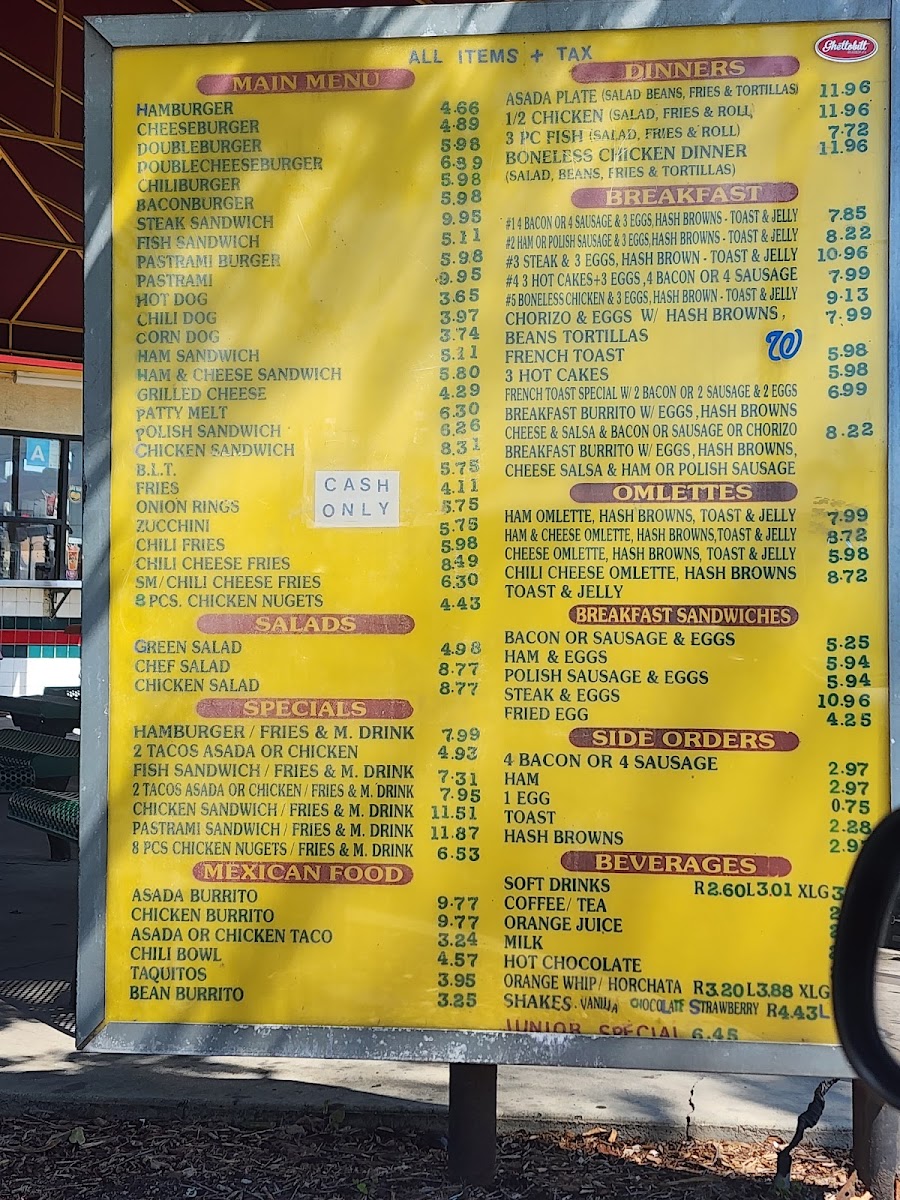 ALL ITEMS + TAX
Ghettobilt
MAIN MENU
HAMBURGER 4.66
CHEESEBURGER 4.89
DOUBLEBURGER 5.98
DOUBLECHEESEBURGER 6.39
CHILIBURGER 5.98
BACONBURGER 5.98
STEAK SANDWICH 9.95
FISH SANDWICH 5.11
PASTRAMI BURGER 5.98
PASTRAMI 9.95
HOT DOG 3.65
CHILI DOG 3.97
CORN DOG 3.74
HAM SANDWICH 5.11
HAM & CHEESE SANDWICH 5.80
GRILLED CHEESE 4.29
PATTY MELT 6.30
POLISH SANDWICH 6.26
CHICKEN SANDWICH 8.31
B.L.T. 5.75
FRIES 4.11
ONION RINGS 5.75
ZUCCHINI 5.75
CHILI FRIES 5.98
CHILI CHEESE FRIES 8.49
SM/CHILI CHEESE FRIES 6.30
8 PCS. CHICKEN NUGETS 4.43
CASH
ONLY
SALADS
GREEN SALAD 4.98
CHEF SALAD 8.77
CHICKEN SALAD 8.77
SPECIALS
HAMBURGER / FRIES & M. DRINK 7.99
2 TACOS ASADA OR CHICKEN 4.93
FISH SANDWICH / FRIES & M. DRINK 7.31
2 TACOS ASADA OR CHICKEN / FRIES & M. DRINK 7.95
CHICKEN SANDWICH / FRIES & M. DRINK 11.51
PASTRAMI SANDWICH / FRIES & M. DRINK 11.87
8 PCS CHICKEN NUGETS / FRIES & M. DRINK 6.53
MEXICAN FOOD
ASADA BURRITO 9.77
CHICKEN BURRITO 9.77
ASADA OR CHICKEN TACO 3.24
CHILI BOWL 4.57
TAQUITOS 3.95
BEAN BURRITO 3.25
DINNERS
ASADA PLATE (SALAD BEANS, FRIES & TORTILLAS) 11.96
1/2 CHICKEN (SALAD, FRIES & ROLL, 11.96
3 PC FISH (SALAD, FRIES & ROLL) 7.72
BONELESS CHICKEN DINNER 11.96
(SALAD, BEANS, FRIES & TORTILLAS)
BREAKFAST
#1 4 BACON OR 4 SAUSAGE & 3 EGGS, HASH BROWNS - TOAST & JELLY 7.85
#2 HAM OR POLISH SAUSAGE & 3 EGGS, HASH BROWNS - TOAST & JELLY 8.22
#3 STEAK & 3 EGGS, HASH BROWN - TOAST & JELLY 10.96
#4 3 HOT CAKES+3 EGGS ,4 BACON OR 4 SAUSAGE 7.99
#5 BONELESS CHICKEN & 3 EGGS, HASH BROWN - TOAST & JELLY 9.13
CHORIZO & EGGS W/ HASH BROWNS , 7.99
BEANS TORTILLAS
W
FRENCH TOAST 5.98
3 HOT CAKES 5.98
FRENCH TOAST SPECIAL W/ 2 BACON OR 2 SAUSAGE & 2 EGGS 6.99
BREAKFAST BURRITO W/ EGGS , HASH BROWNS
CHEESE & SALSA & BACON OR SAUSAGE OR CHORIZO 8.22
BREAKFAST BURRITO W/ EGGS, HASH BROWNS,
CHEESE SALSA & HAM OR POLISH SAUSAGE
OMLETTES
HAM OMLETTE, HASH BROWNS, TOAST & JELLY 7.99
HAM & CHEESE OMLETTE, HASH BROWNS,TOAST & JELLY 8.72
CHEESE OMLETTE, HASH BROWNS, TOAST & JELLY 5.98
CHILI CHEESE OMLETTE, HASH BROWNS 8.72
TOAST & JELLY
BREAKFAST SANDWICHES
BACON OR SAUSAGE & EGGS 5.25
HAM & EGGS 5.94
POLISH SAUSAGE & EGGS 5.94
STEAK & EGGS 10.96
FRIED EGG 4.25
SIDE ORDERS
4 BACON OR 4 SAUSAGE 2.97
HAM 2.97
1 EGG 0.75
TOAST 2.28
HASH BROWNS
BEVERAGES
SOFT DRINKS R 2.60 L 3.01 XLG
COFFEE/ TEA
ORANGE JUICE
MILK
HOT CHOCOLATE
ORANGE WHIP/ HORCHATA R 3.20 L 3.88 XLG
SHAKES. VANILLA CHOCOLATE STRAWBERRY R 4.43 L
JUNIOR SPECIAL 6.45
A